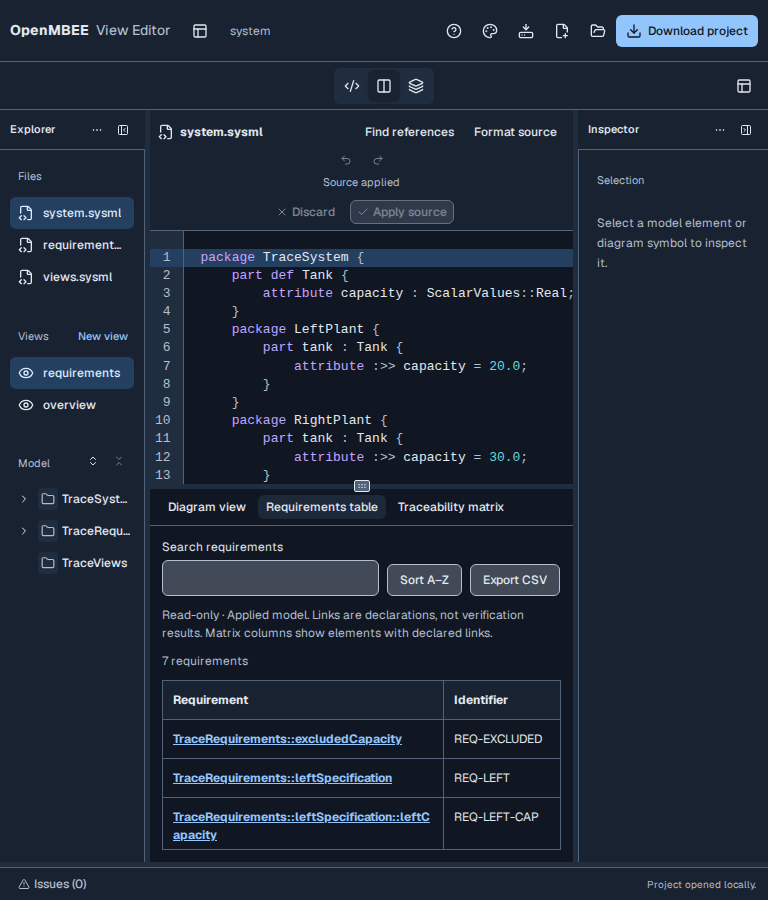 OpenMBEE View Editor system Download project
Explorer
Files
system.sysml
requirement...
views.sysml
Views New view
requirements
overview
Model
TraceSyst...
TraceRequ...
TraceViews
system.sysml Find references Format source
Source applied
Discard Apply source
1 package TraceSystem {
2     part def Tank {
3         attribute capacity : ScalarValues::Real;
4     }
5     package LeftPlant {
6         part tank : Tank {
7             attribute :>> capacity = 20.0;
8         }
9     }
10     package RightPlant {
11         part tank : Tank {
12             attribute :>> capacity = 30.0;
13         }
Diagram view Requirements table Traceability matrix
Search requirements
Sort A–Z Export CSV
Read-only · Applied model. Links are declarations, not verification
results. Matrix columns show elements with declared links.
7 requirements
Requirement Identifier
TraceRequirements::excludedCapacity REQ-EXCLUDED
TraceRequirements::leftSpecification REQ-LEFT
TraceRequirements::leftSpecification::leftC REQ-LEFT-CAP
apacity
Inspector
Selection
Select a model element or
diagram symbol to inspect
it.
Issues (0) Project opened locally.